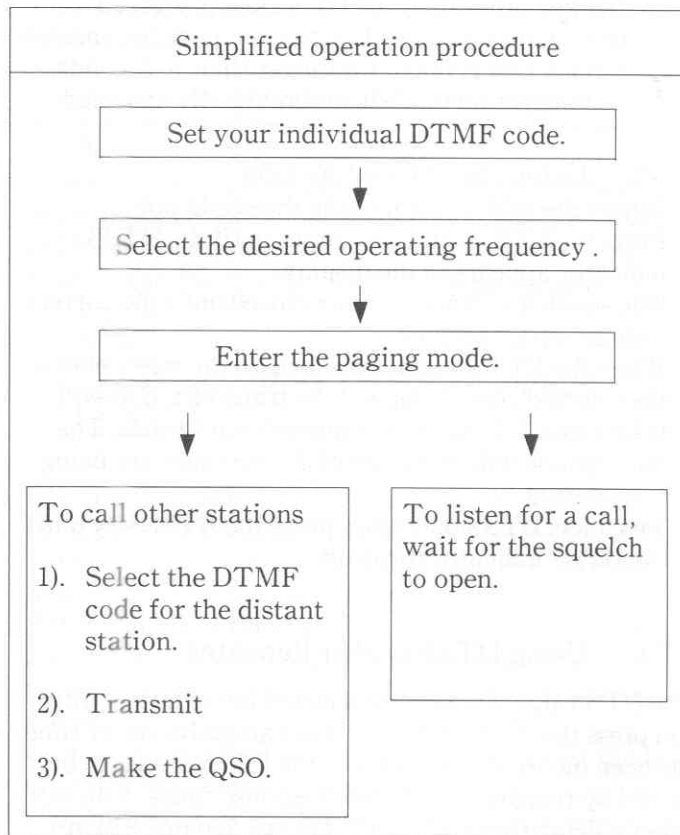 Simplified operation procedure
Set your individual DTMF code.
Select the desired operating frequency .
Enter the paging mode.
To call other stations
1). Select the DTMF
code for the distant
station.
2). Transmit
3). Make the QSO.
To listen for a call,
wait for the squelch
to open.